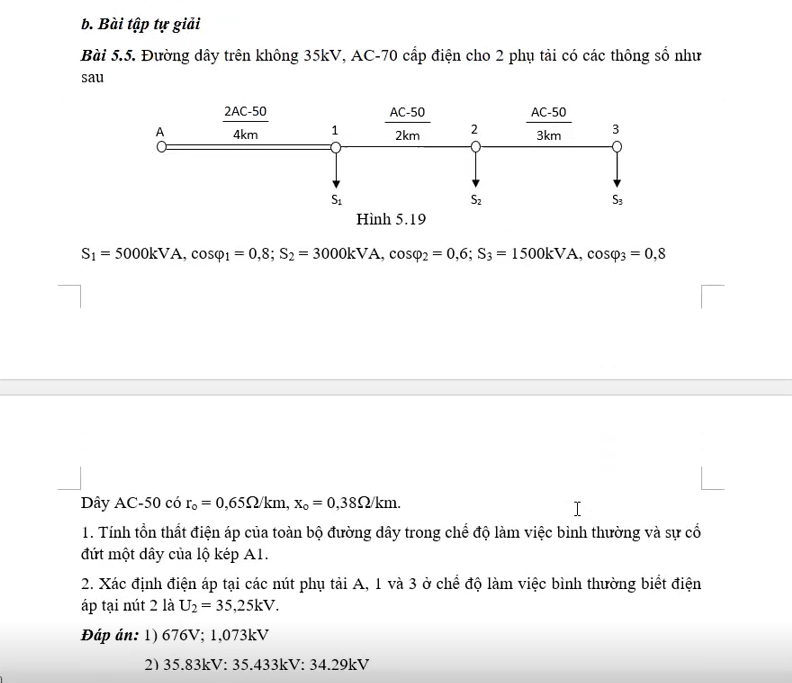 b. Bài tập tự giải
Bài 5.5. Đường dây trên không 35kV, AC-70 cấp điện cho 2 phụ tải có các thông số như
sau
2AC-50
4km
AC-50
2km
AC-50
3km
A
1
2
3
S₁
S₂
S₃
Hình 5.19
S₁ = 5000kVA, cosφ₁ = 0,8; S₂ = 3000kVA, cosφ₂ = 0,6; S₃ = 1500kVA, cosφ₃ = 0,8
Dây AC-50 có rₒ = 0,65Ω/km, xₒ = 0,38Ω/km.
1. Tính tổn thất điện áp của toàn bộ đường dây trong chế độ làm việc bình thường và sự cố
đứt một dây của lộ kép A1.
2. Xác định điện áp tại các nút phụ tải A, 1 và 3 ở chế độ làm việc bình thường biết điện
áp tại nút 2 là U₂ = 35,25kV.
Đáp án: 1) 676V; 1,073kV
2) 35.83kV; 35.433kV; 34.29kV